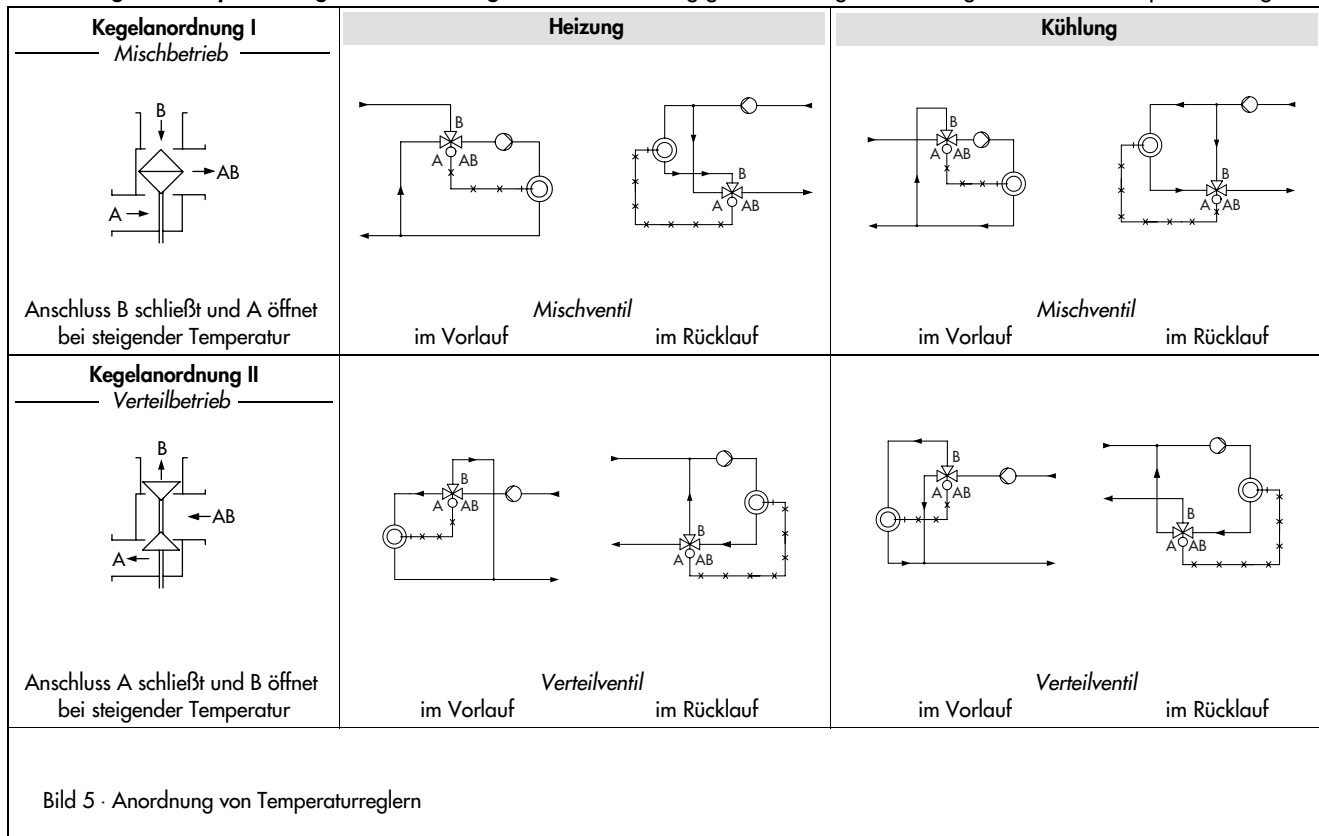 Kegelanordnung I
Mischbetrieb
B
AB
A
Anschluss B schließt und A öffnet
bei steigender Temperatur
Heizung
B
A AB
B
A AB
Mischventil
im Vorlauf im Rücklauf
Kühlung
B
A AB
B
A AB
Mischventil
im Vorlauf im Rücklauf
Kegelanordnung II
Verteilbetrieb
B
AB
A
Anschluss A schließt und B öffnet
bei steigender Temperatur
B
A AB
B
A AB
Verteilventil
im Vorlauf im Rücklauf
B
A AB
B
A AB
Verteilventil
im Vorlauf im Rücklauf
Bild 5 · Anordnung von Temperaturreglern